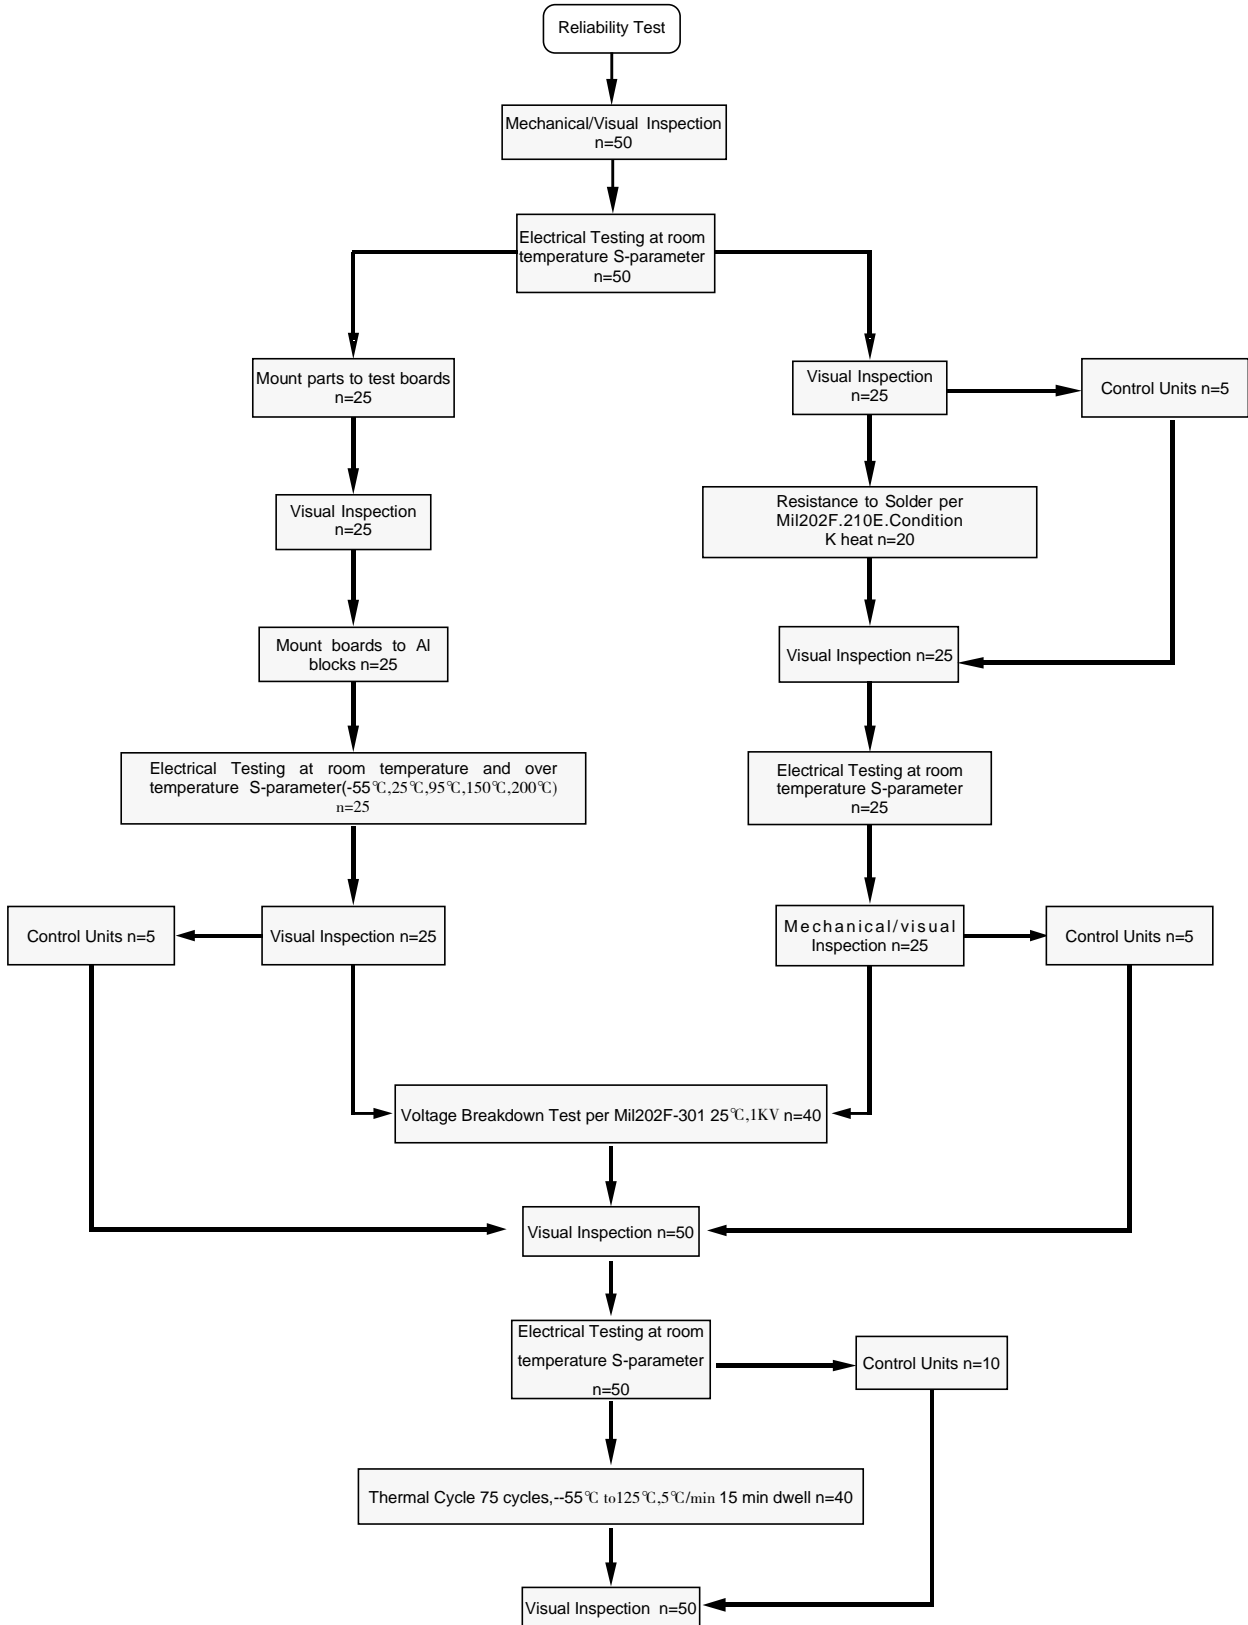 Reliability Test
Mechanical/Visual Inspection
n=50
Electrical Testing at room
temperature S-parameter
n=50
Mount parts to test boards
n=25
Visual Inspection
n=25
Control Units n=5
Visual Inspection
n=25
Resistance to Solder per
Mil202F.210E.Condition
K heat n=20
Mount boards to Al
blocks n=25
Visual Inspection n=25
Electrical Testing at room temperature and over
temperature S-parameter(-55℃,25℃,95℃,150℃,200℃)
n=25
Electrical Testing at room
temperature S-parameter
n=25
Control Units n=5
Visual Inspection n=25
Mechanical/visual
Inspection n=25
Control Units n=5
Voltage Breakdown Test per Mil202F-301 25℃,1KV n=40
Visual Inspection n=50
Electrical Testing at room
temperature S-parameter
n=50
Control Units n=10
Thermal Cycle 75 cycles,--55℃ to125℃,5℃/min 15 min dwell n=40
Visual Inspection n=50